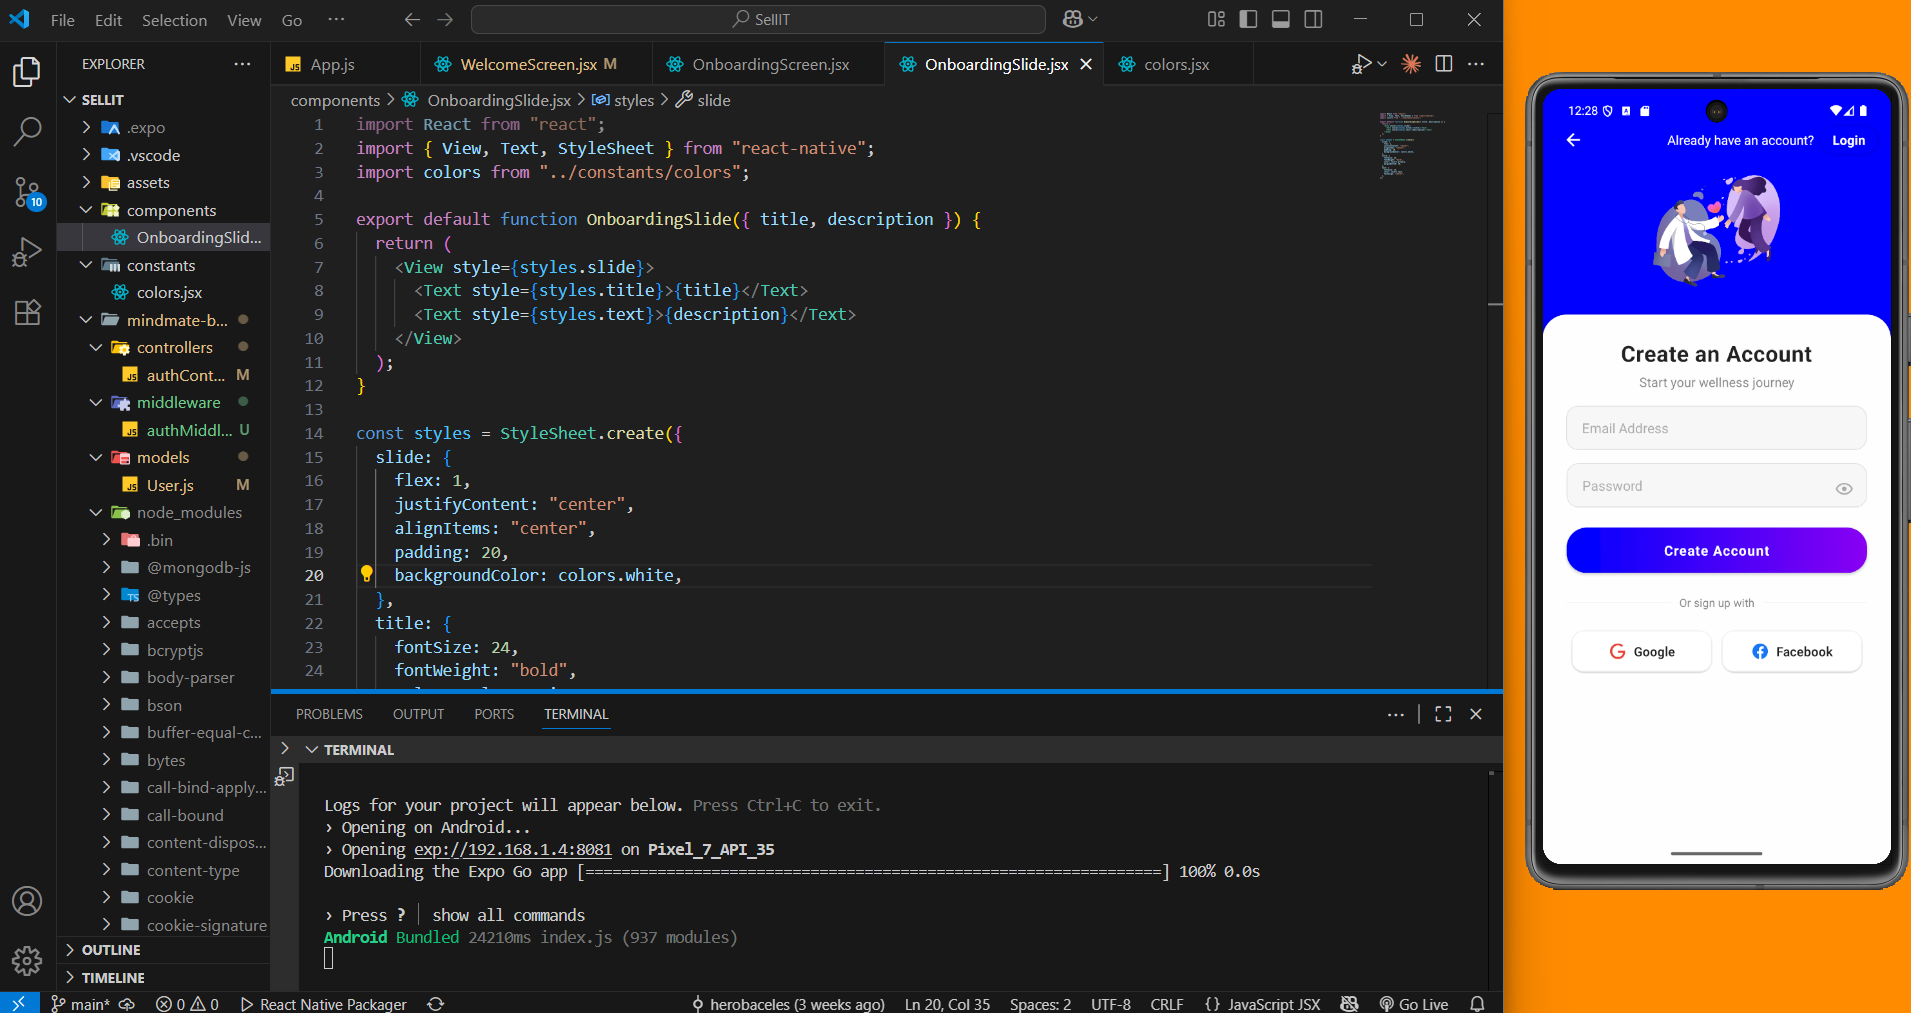 File Edit Selection View Go ··· SellIT
EXPLORER ···
SELLIT
.expo
.vscode
assets
components
OnboardingSlid...
constants
colors.jsx
mindmate-b...
controllers
authCont... M
middleware
authMiddl... U
models
User.js M
node_modules
.bin
@mongodb-js
@types
accepts
bcryptjs
body-parser
bson
buffer-equal-c...
bytes
call-bind-apply...
call-bound
content-dispos...
content-type
cookie
cookie-signature
OUTLINE
TIMELINE
10
App.js WelcomeScreen.jsx M OnboardingScreen.jsx OnboardingSlide.jsx colors.jsx
components > OnboardingSlide.jsx > styles > slide
1 import React from "react";
2 import { View, Text, StyleSheet } from "react-native";
3 import colors from "../constants/colors";
4
5 export default function OnboardingSlide({ title, description }) {
6 return (
7 <View style={styles.slide}>
8 <Text style={styles.title}>{title}</Text>
9 <Text style={styles.text}>{description}</Text>
10 </View>
11 );
12 }
13
14 const styles = StyleSheet.create({
15 slide: {
16 flex: 1,
17 justifyContent: "center",
18 alignItems: "center",
19 padding: 20,
20 backgroundColor: colors.white,
21 },
22 title: {
23 fontSize: 24,
24 fontWeight: "bold",
PROBLEMS OUTPUT PORTS TERMINAL ···
TERMINAL
Logs for your project will appear below. Press Ctrl+C to exit.
› Opening on Android...
› Opening exp://192.168.1.4:8081 on Pixel_7_API_35
Downloading the Expo Go app [================================================================] 100% 0.0s
› Press ? │ show all commands
Android Bundled 24210ms index.js (937 modules)
main* 0 0 React Native Packager herobaceles (3 weeks ago) Ln 20, Col 35 Spaces: 2 UTF-8 CRLF {} JavaScript JSX Go Live
12:28
Already have an account? Login
Create an Account
Start your wellness journey
Email Address
Password
Create Account
Or sign up with
Google Facebook